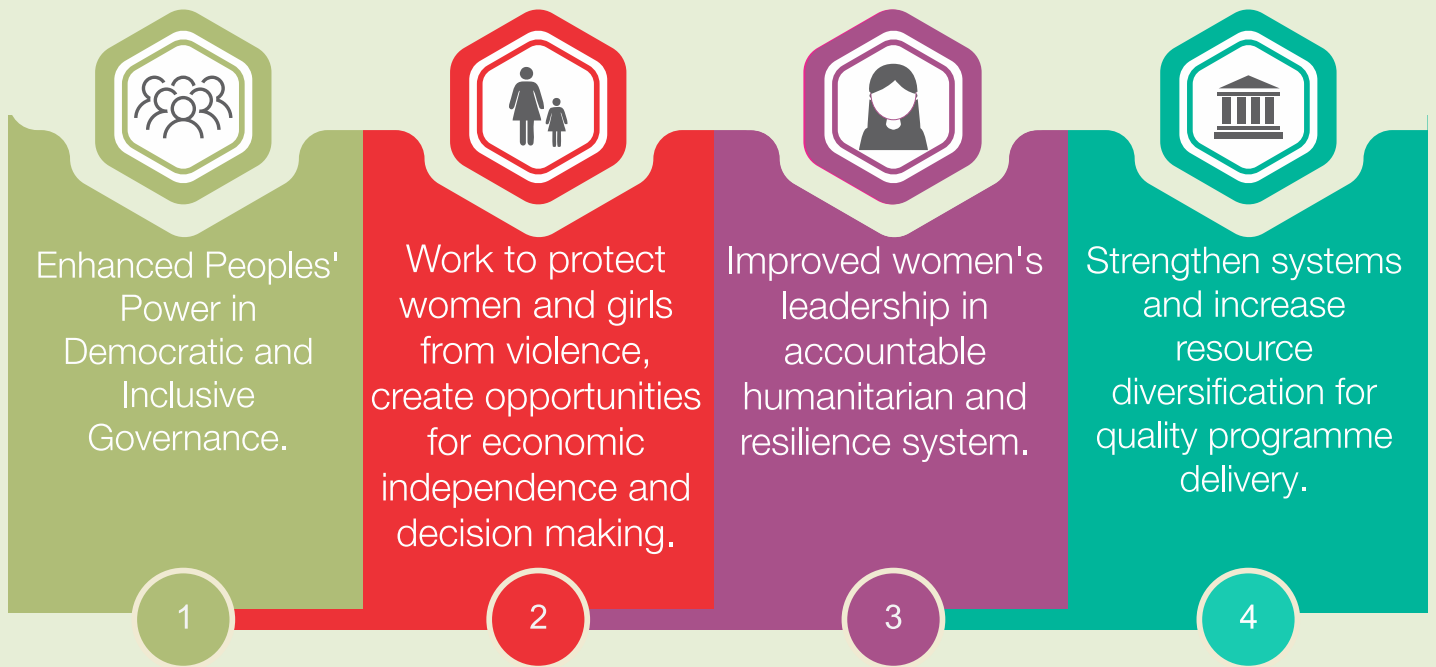 Enhanced Peoples'
Power in
Democratic and
Inclusive
Governance.
1
Work to protect
women and girls
from violence,
create opportunities
for economic
independence and
decision making.
2
Improved women's
leadership in
accountable
humanitarian and
resilience system.
3
Strengthen systems
and increase
resource
diversification for
quality programme
delivery.
4